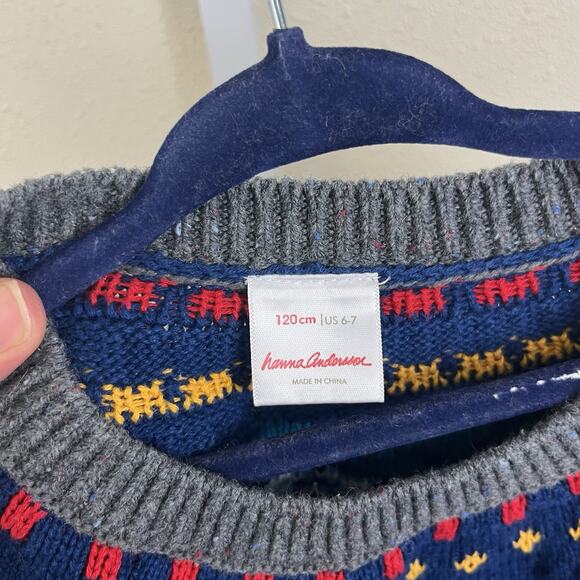 120cm | US 6-7
hanna andersson
MADE IN CHINA